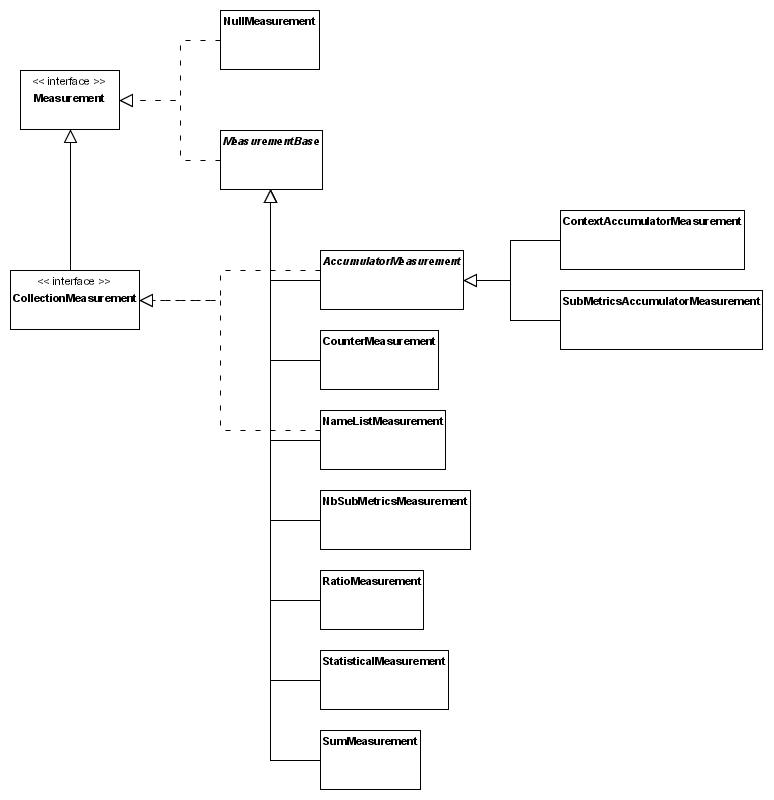 NullMeasurement
<< interface >>
Measurement
MeasurementBase
ContextAccumulatorMeasurement
AccumulatorMeasurement
<< interface >>
CollectionMeasurement
SubMetricsAccumulatorMeasurement
CounterMeasurement
NameListMeasurement
NbSubMetricsMeasurement
RatioMeasurement
StatisticalMeasurement
SumMeasurement